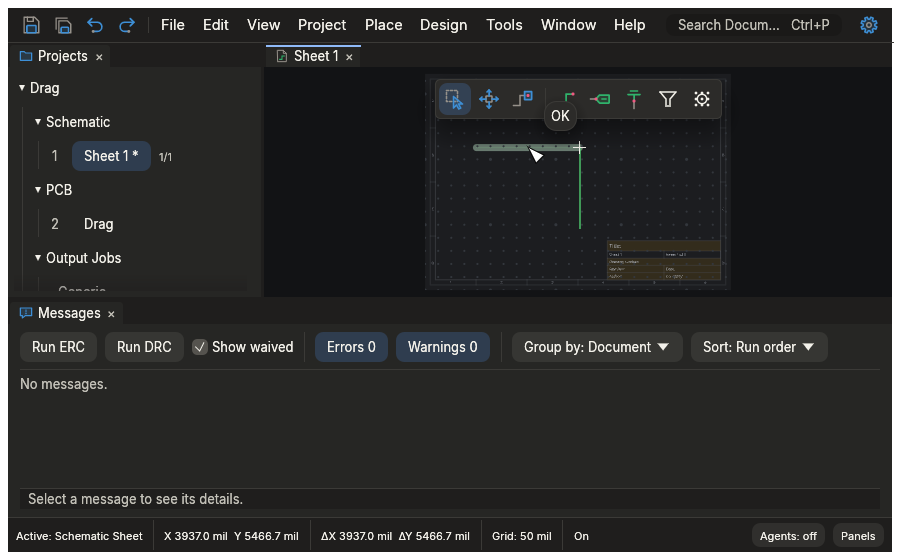 File Edit View Project Place Design Tools Window Help Search Docum... Ctrl+P
Projects ×
Sheet 1 ×
Drag
Schematic
1 Sheet 1 * 1/1
PCB
2 Drag
Output Jobs
Generic
OK
Messages ×
Run ERC Run DRC Show waived Errors 0 Warnings 0 Group by: Document Sort: Run order
No messages.
Select a message to see its details.
Active: Schematic Sheet X 3937.0 mil Y 5466.7 mil ΔX 3937.0 mil ΔY 5466.7 mil Grid: 50 mil On Agents: off Panels